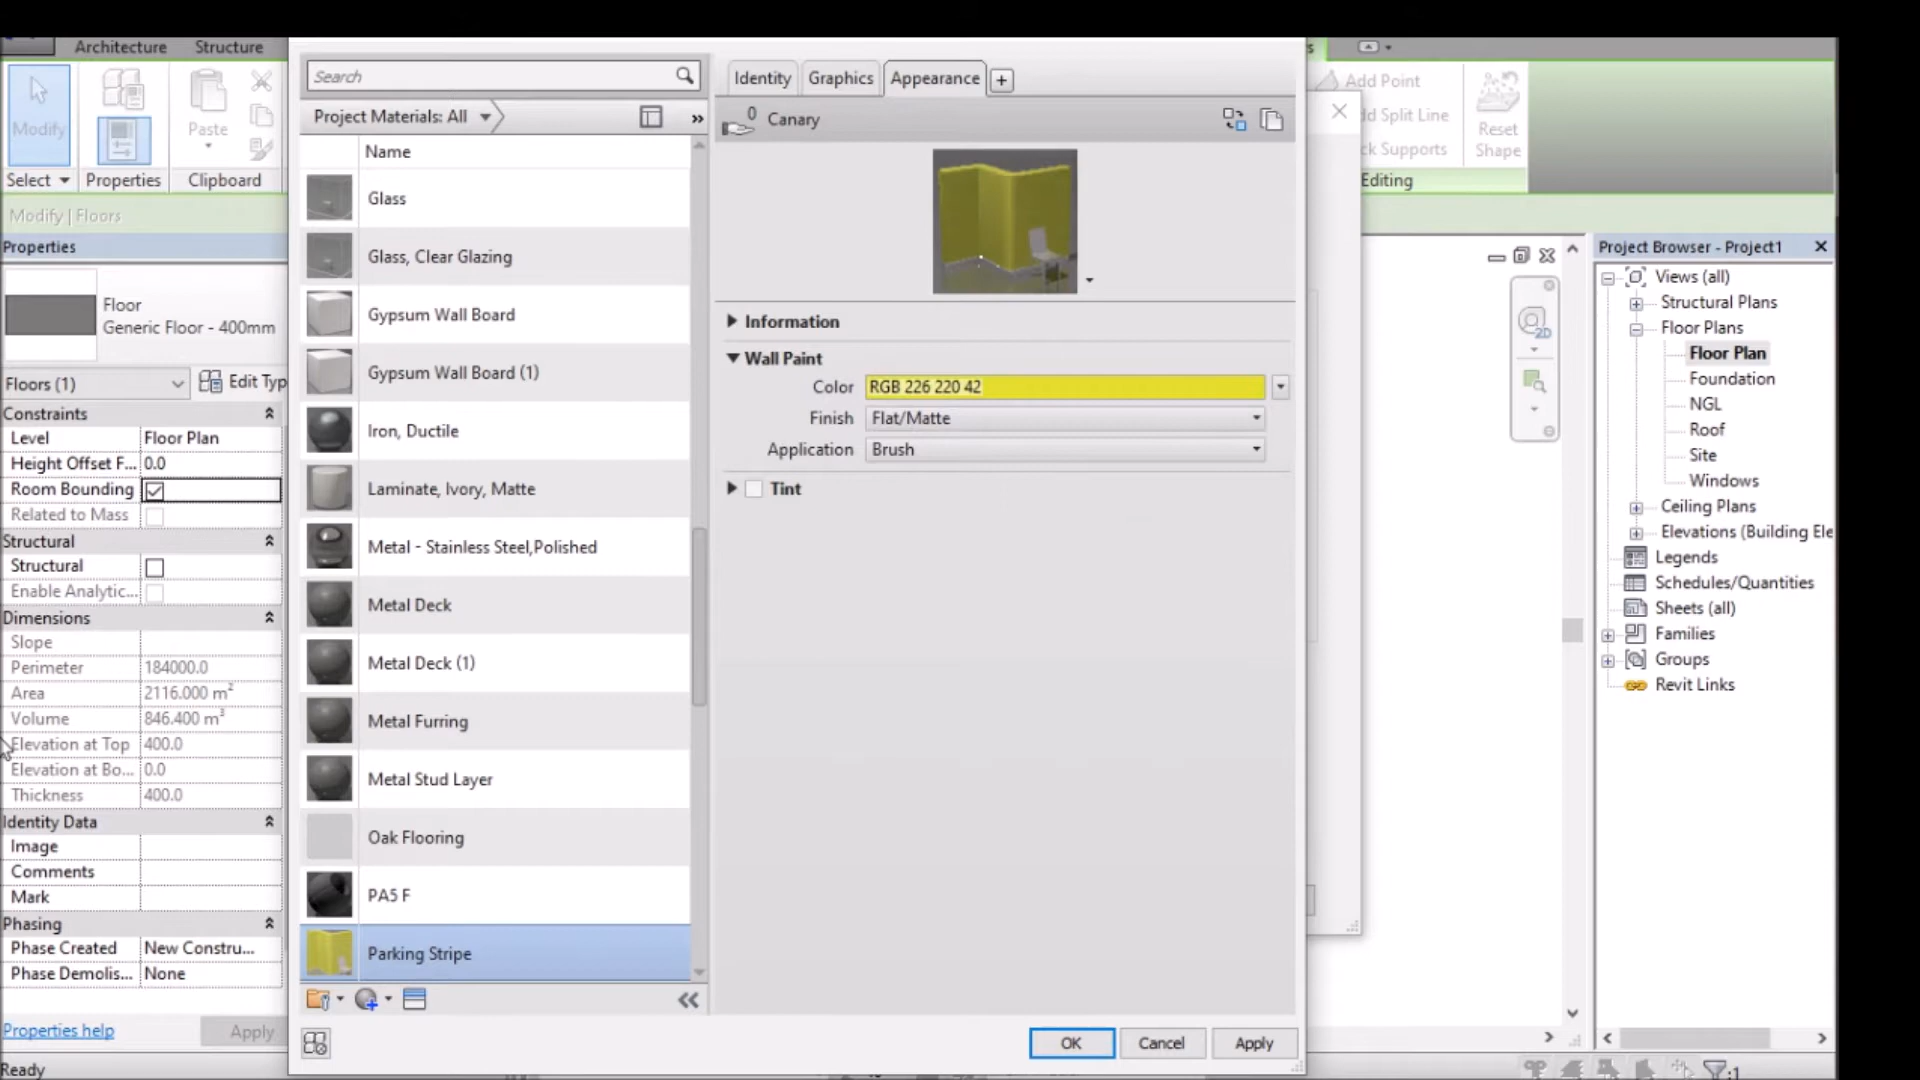 Architecture
Structure
Modify
Select
Properties
Paste
Clipboard
Modify | Floors
Properties
Floor
Generic Floor - 400mm
Floors (1)
Edit Typ
Constraints
Level Floor Plan
Height Offset F... 0.0
Room Bounding
Related to Mass
Structural
Structural
Enable Analytic...
Dimensions
Slope
Perimeter 184000.0
Area 2116.000 m²
Volume 846.400 m³
Elevation at Top 400.0
Elevation at Bo... 0.0
Thickness 400.0
Identity Data
Image
Comments
Mark
Phasing
Phase Created New Constru...
Phase Demolis... None
Properties help
Apply
Ready
Search
Project Materials: All
Name
Glass
Glass, Clear Glazing
Gypsum Wall Board
Gypsum Wall Board (1)
Iron, Ductile
Laminate, Ivory, Matte
Metal - Stainless Steel,Polished
Metal Deck
Metal Deck (1)
Metal Furring
Metal Stud Layer
Oak Flooring
PA5 F
Parking Stripe
Identity
Graphics
Appearance
0
Canary
Information
Wall Paint
Color RGB 226 220 42
Finish Flat/Matte
Application Brush
Tint
OK
Cancel
Apply
s
Add Point
dd Split Line
ck Supports
Reset
Shape
Editing
2D
Project Browser - Project1
Views (all)
Structural Plans
Floor Plans
Floor Plan
Foundation
NGL
Roof
Site
Windows
Ceiling Plans
Elevations (Building Ele
Legends
Schedules/Quantities
Sheets (all)
Families
Groups
Revit Links
:1